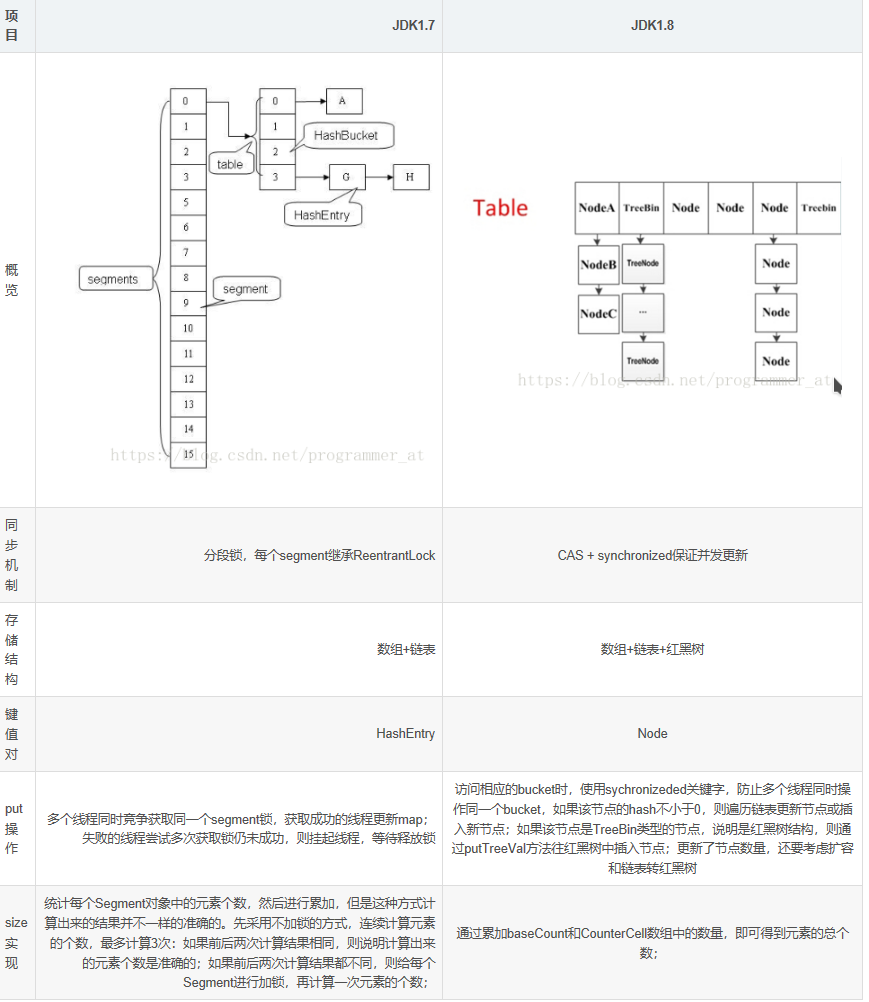 项
目
JDK1.7
JDK1.8
概
览
0
1
2
3
5
6
7
8
9
10
11
12
13
14
15
segments
segment
table
0
1
2
3
HashBucket
A
G
H
HashEntry
https://blog.csdn.net/programmer_at
Table
NodeA
TreeBin
Node
Node
Node
Treebin
NodeB
TreeNode
Node
NodeC
...
Node
TreeNode
Node
https://blog.csdn.net/programmer_at
同
步
机
制
分段锁，每个segment继承ReentrantLock
CAS + synchronized保证并发更新
存
储
结
构
数组+链表
数组+链表+红黑树
键
值
对
HashEntry
Node
put
操
作
多个线程同时竞争获取同一个segment锁，获取成功的线程更新map；
失败的线程尝试多次获取锁仍未成功，则挂起线程，等待释放锁
访问相应的bucket时，使用sychronizeded关键字，防止多个线程同时操
作同一个bucket，如果该节点的hash不小于0，则遍历链表更新节点或插
入新节点；如果该节点是TreeBin类型的节点，说明是红黑树结构，则通
过putTreeVal方法往红黑树中插入节点；更新了节点数量，还要考虑扩容
和链表转红黑树
size
实
现
统计每个Segment对象中的元素个数，然后进行累加，但是这种方式计
算出来的结果并不一样的准确的。先采用不加锁的方式，连续计算元素
的个数，最多计算3次：如果前后两次计算结果相同，则说明计算出来
的元素个数是准确的；如果前后两次计算结果都不同，则给每个
Segment进行加锁，再计算一次元素的个数；
通过累加baseCount和CounterCell数组中的数量，即可得到元素的总个
数；